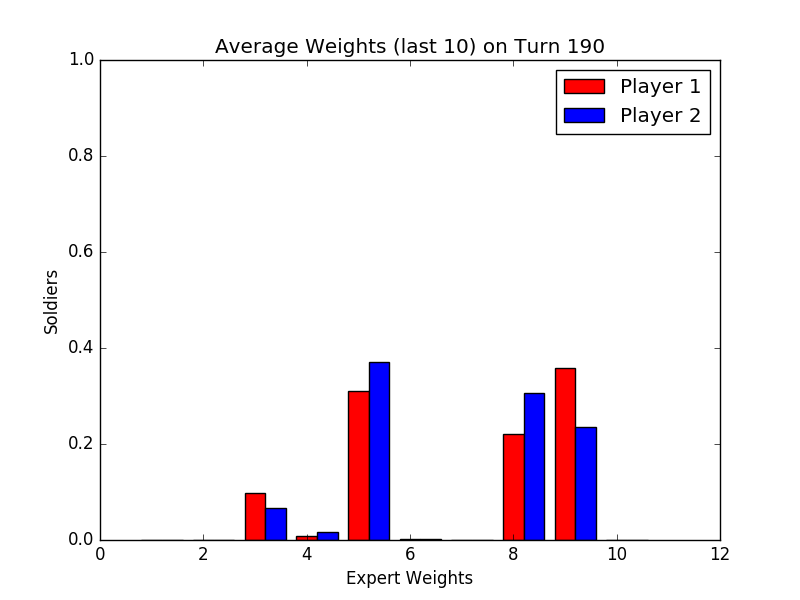 Average Weights (last 10) on Turn 190
Player 1
Player 2
1.0
0.8
0.6
0.4
0.2
0.0
Soldiers
0 2 4 6 8 10 12
Expert Weights